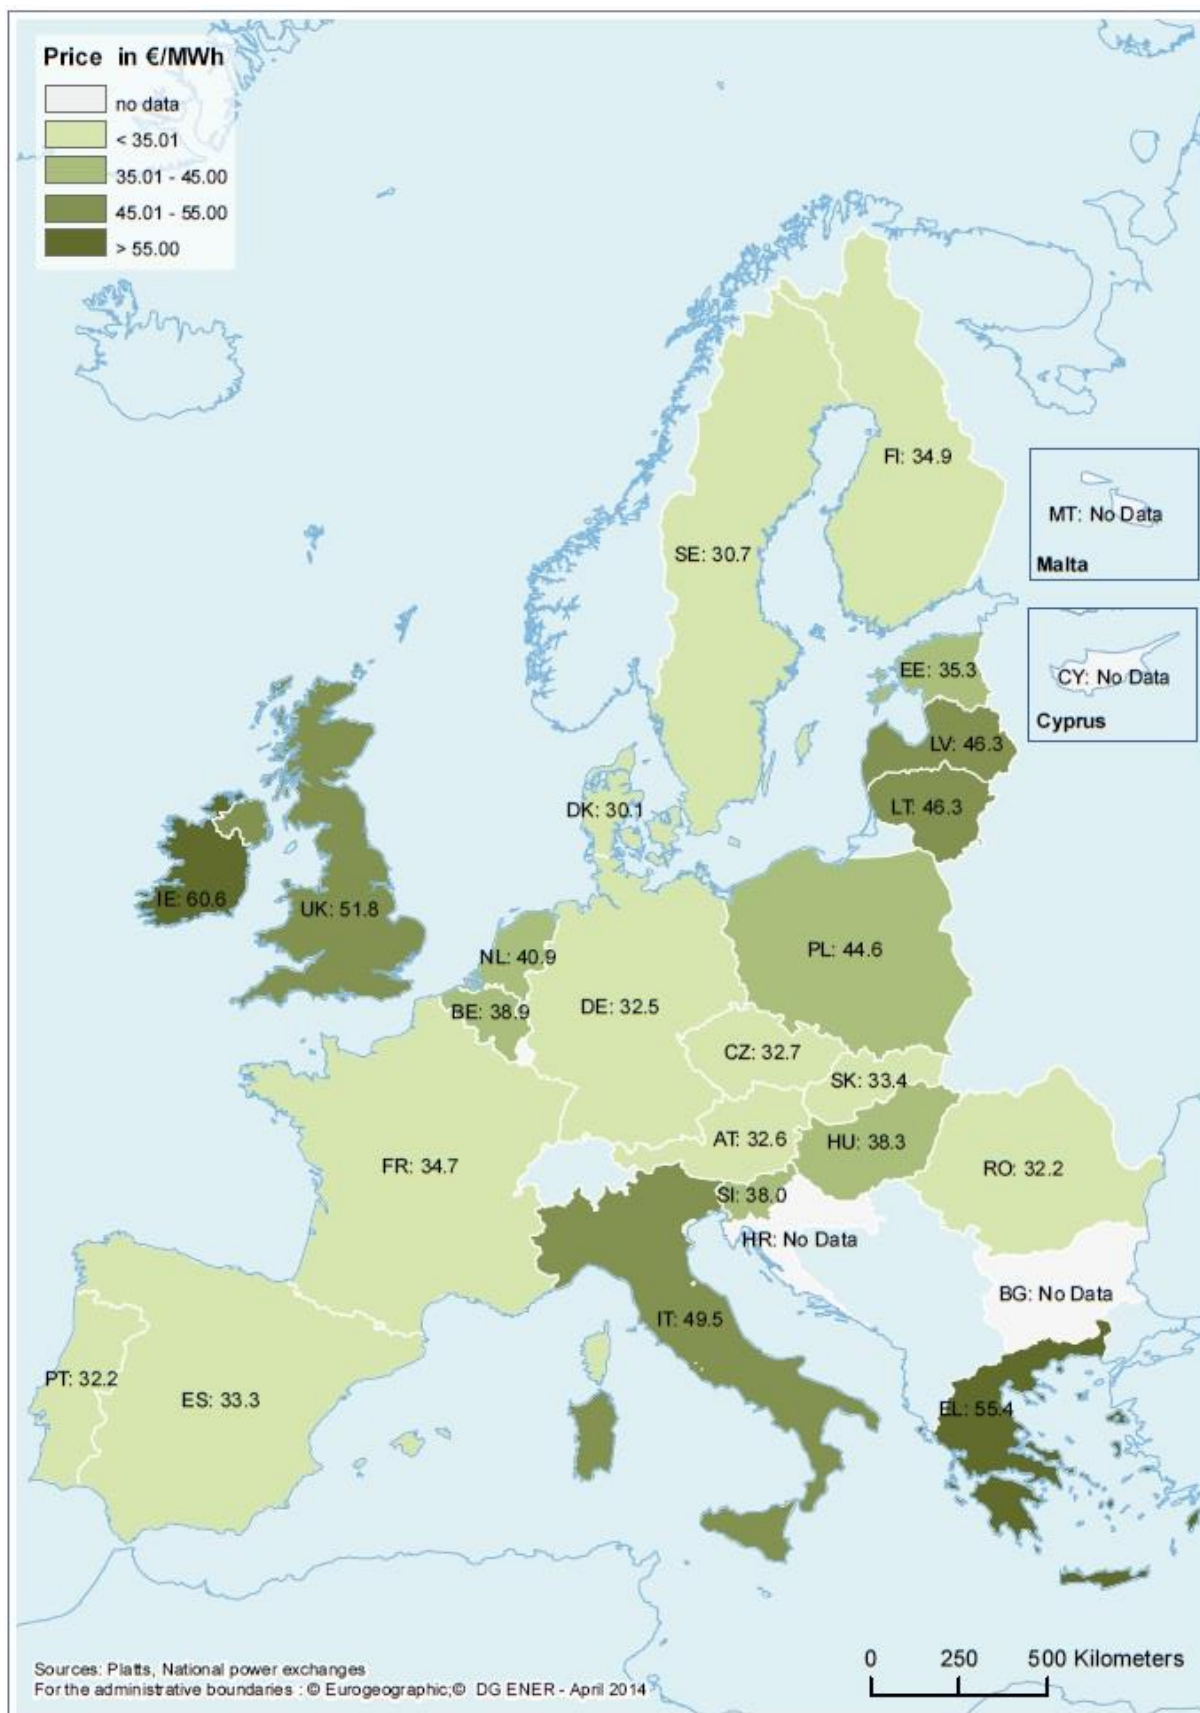 Price in €/MWh
no data
< 35.01
35.01 - 45.00
45.01 - 55.00
> 55.00
FI: 34.9
MT: No Data
Malta
SE: 30.7
CY: No Data
Cyprus
EE: 35.3
LV: 46.3
LT: 46.3
DK: 30.1
IE: 60.6
UK: 51.8
NL: 40.9
PL: 44.6
BE: 38.9
DE: 32.5
CZ: 32.7
SK: 33.4
AT: 32.6
HU: 38.3
FR: 34.7
RO: 32.2
SI: 38.0
HR: No Data
BG: No Data
IT: 49.5
PT: 32.2
ES: 33.3
EL: 55.4
0 250 500 Kilometers
Sources: Platts, National power exchanges
For the administrative boundaries : © Eurogeographic;© DG ENER - April 2014